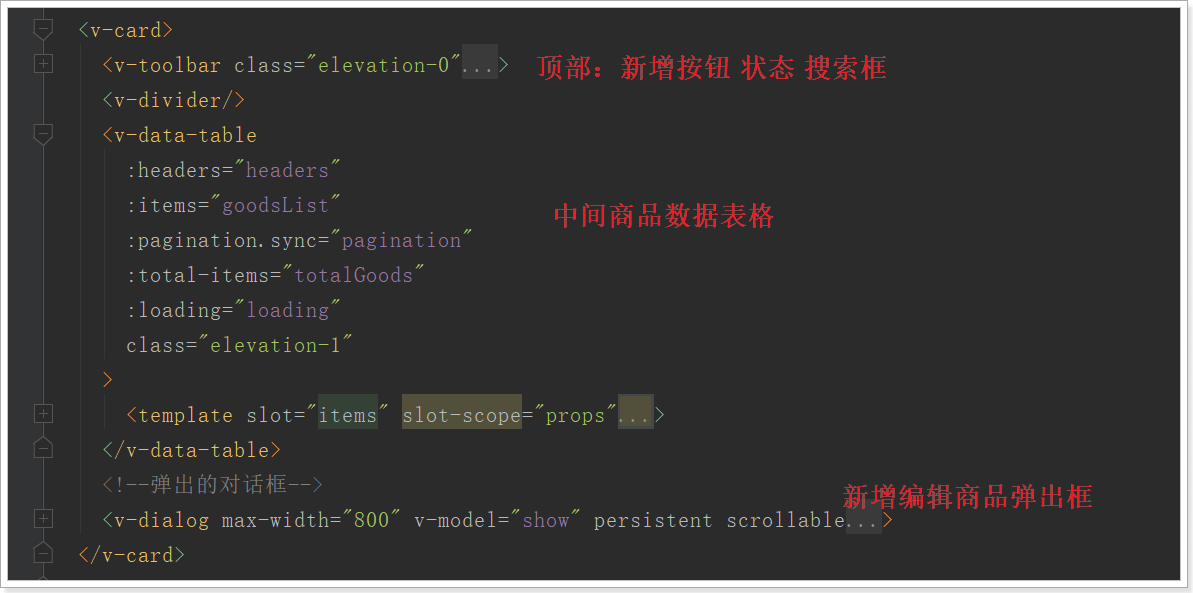 <v-card>
<v-toolbar class="elevation-0"...> 顶部：新增按钮 状态 搜索框
<v-divider/>
<v-data-table
:headers="headers"
:items="goodsList"
中间商品数据表格
:pagination.sync="pagination"
:total-items="totalGoods"
:loading="loading"
class="elevation-1"
>
<template slot="items" slot-scope="props"...>
</v-data-table>
<!--弹出的对话框-->
新增编辑商品弹出框
<v-dialog max-width="800" v-model="show" persistent scrollable...>
</v-card>